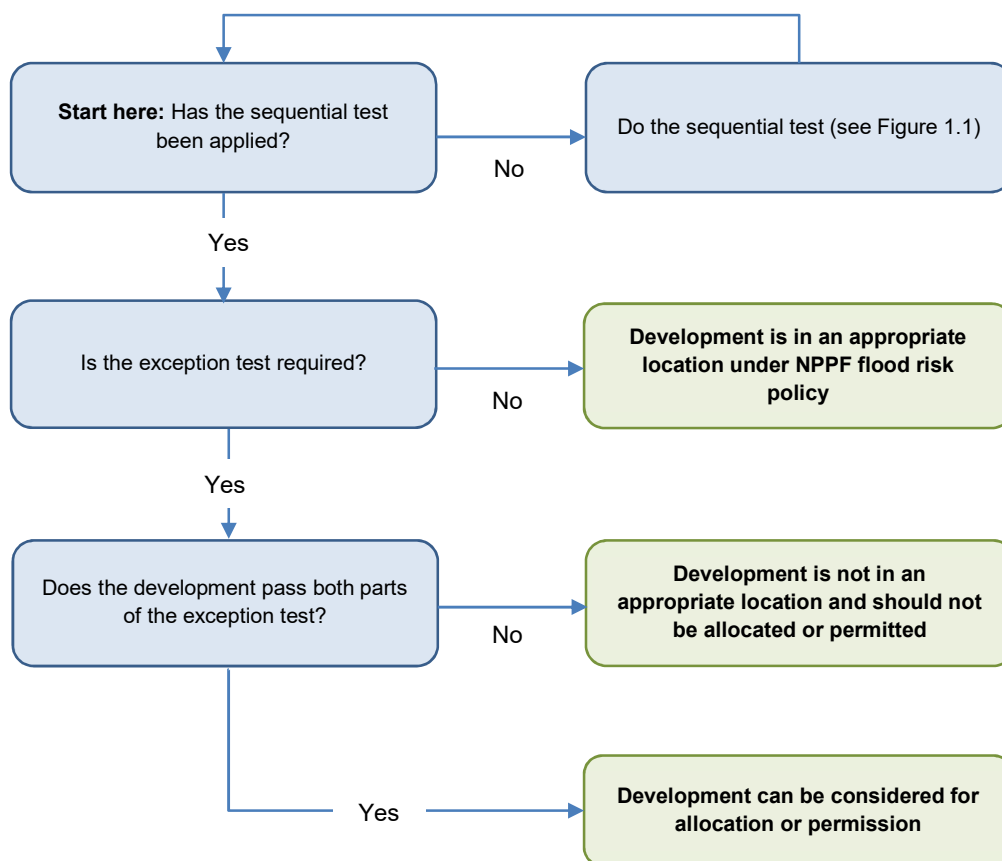 Start here: Has the sequential test
been applied?
No
Do the sequential test (see Figure 1.1)
Yes
Is the exception test required?
No
Development is in an appropriate
location under NPPF flood risk
policy
Yes
Does the development pass both parts
of the exception test?
No
Development is not in an
appropriate location and should not
be allocated or permitted
Yes
Development can be considered for
allocation or permission